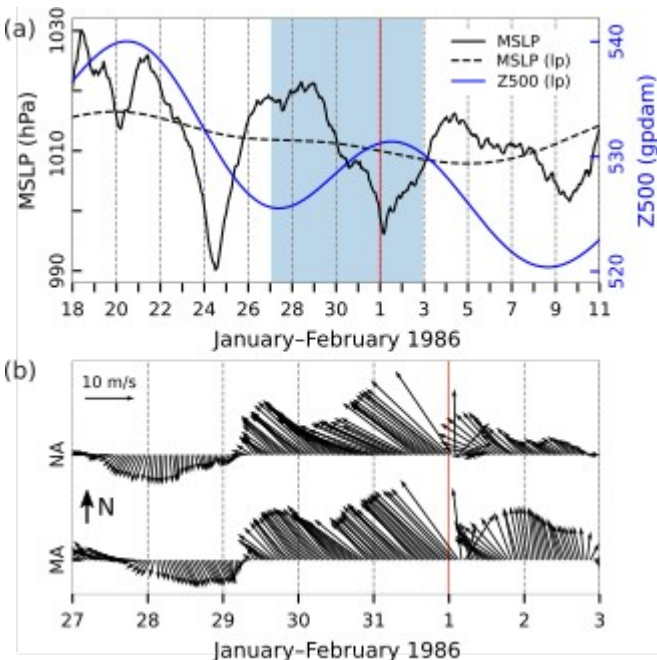 (a)
1030
1010
990
MSLP (hPa)
MSLP
MSLP (lp)
Z500 (lp)
540
530
520
Z500 (gpdam)
18 20 22 24 26 28 30 1 3 5 7 9 11
January–February 1986
(b)
10 m/s
NA
N
MA
27 28 29 30 31 1 2 3
January–February 1986